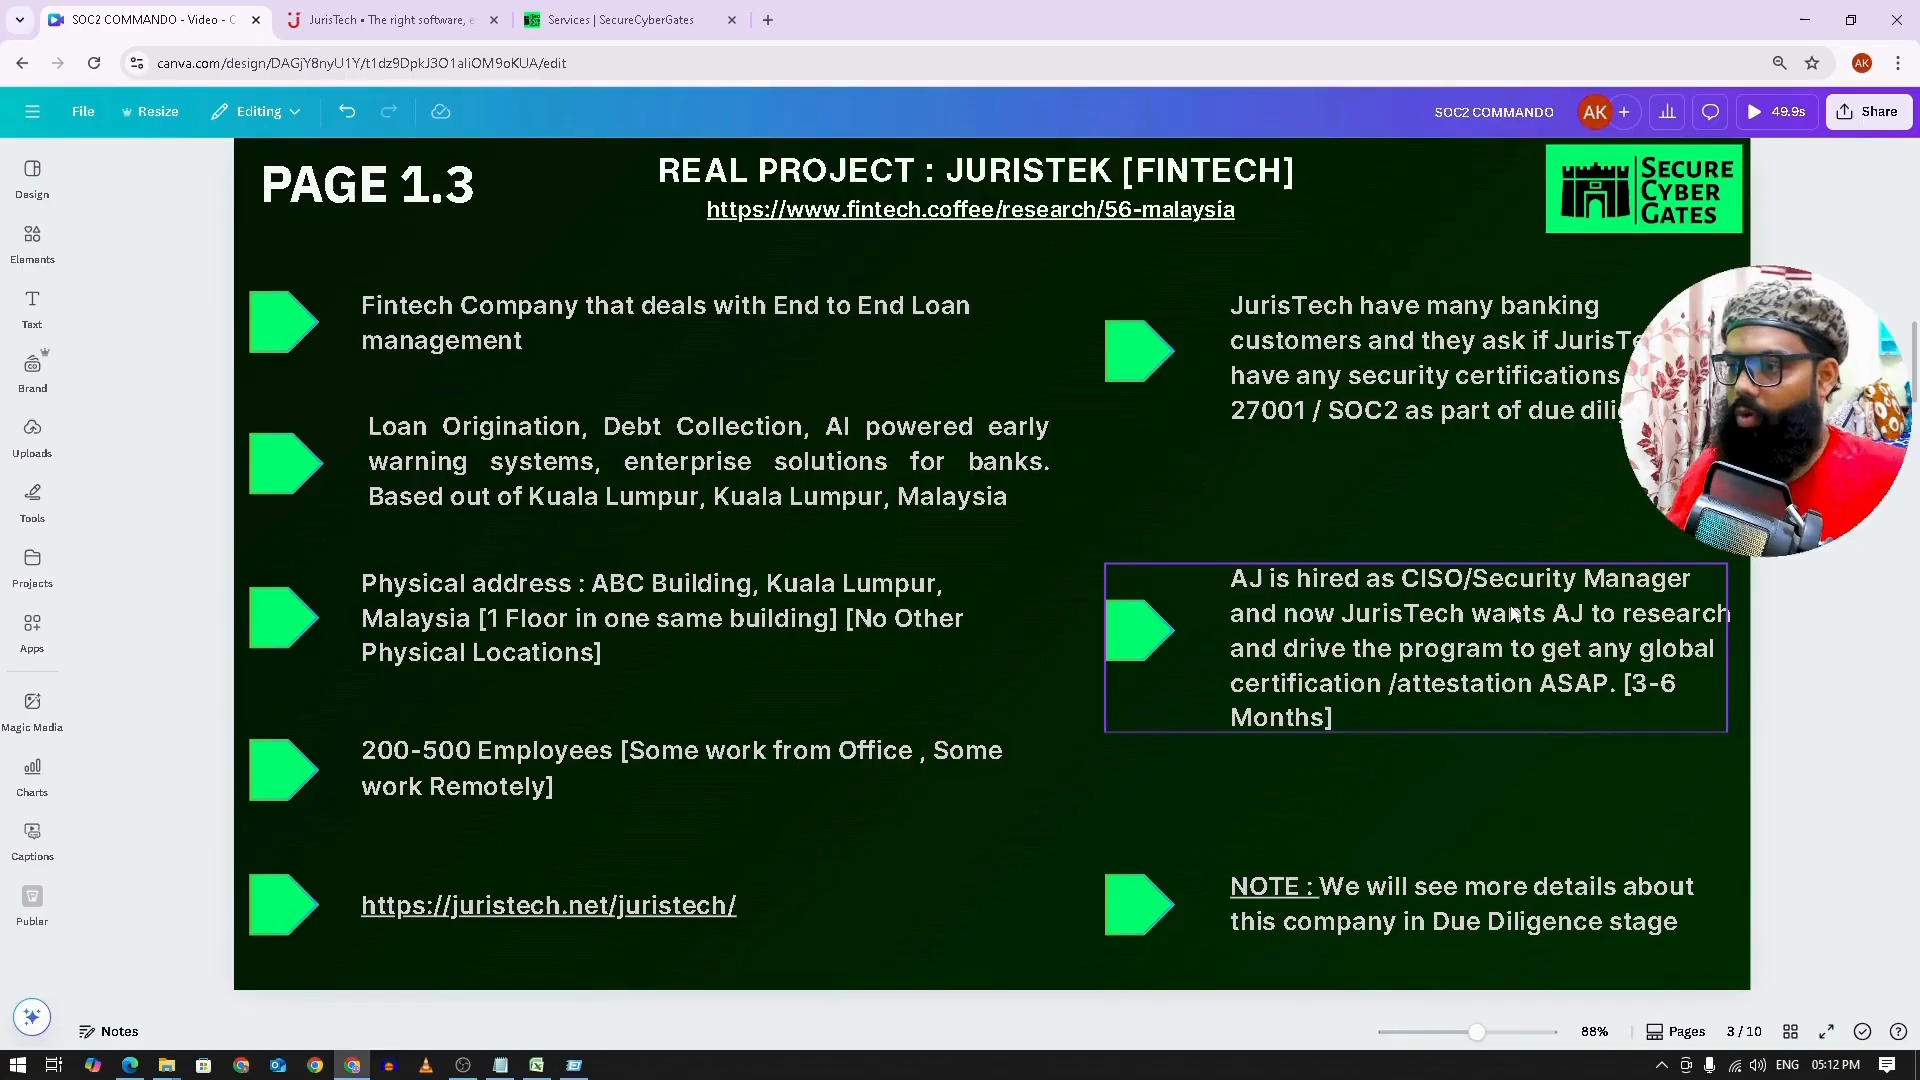 SOC2 COMMANDO - Video - C
JurisTech • The right software, e
Services | SecureCyberGates
canva.com/design/DAGjY8nyU1Y/t1dz9DpkJ3O1aliOM9oKUA/edit
AK
File
Resize
Editing
SOC2 COMMANDO
AK
49.9s
Share
Design
Elements
Text
Brand
Uploads
Tools
Projects
Apps
Magic Media
Charts
Captions
Publer
PAGE 1.3
REAL PROJECT : JURISTEK [FINTECH]
https://www.fintech.coffee/research/56-malaysia
SECURE
CYBER
GATES
Fintech Company that deals with End to End Loan
management
Loan Origination, Debt Collection, AI powered early
warning systems, enterprise solutions for banks.
Based out of Kuala Lumpur, Kuala Lumpur, Malaysia
Physical address : ABC Building, Kuala Lumpur,
Malaysia [1 Floor in one same building] [No Other
Physical Locations]
200-500 Employees [Some work from Office , Some
work Remotely]
https://juristech.net/juristech/
JurisTech have many banking
customers and they ask if JurisTe
have any security certifications
27001 / SOC2 as part of due dili
AJ is hired as CISO/Security Manager
and now JurisTech wants AJ to research
and drive the program to get any global
certification /attestation ASAP. [3-6
Months]
NOTE : We will see more details about
this company in Due Diligence stage
Notes
88%
Pages
3 / 10
ENG
05:12 PM